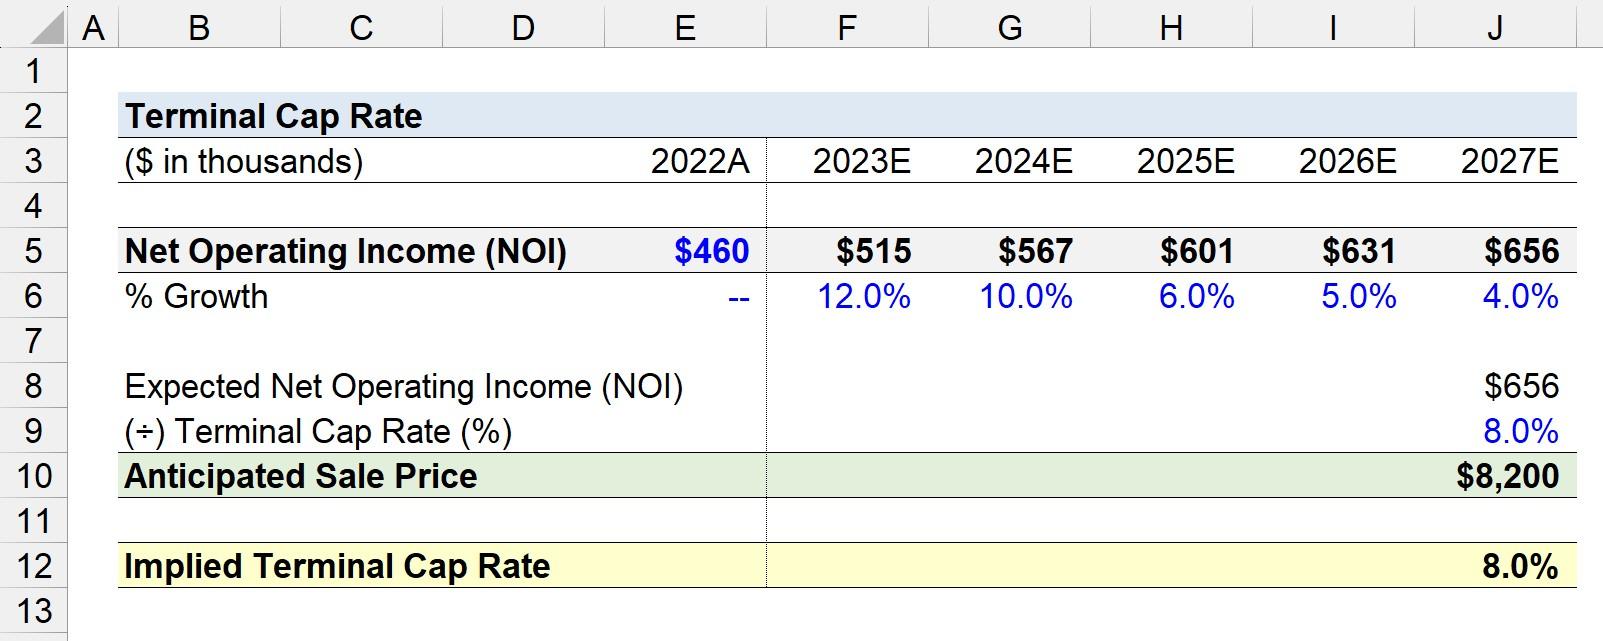 A B C D E F G H I J
1
2 Terminal Cap Rate
3 ($ in thousands) 2022A 2023E 2024E 2025E 2026E 2027E
4
5 Net Operating Income (NOI) $460 $515 $567 $601 $631 $656
6 % Growth -- 12.0% 10.0% 6.0% 5.0% 4.0%
7
8 Expected Net Operating Income (NOI) $656
9 (÷) Terminal Cap Rate (%) 8.0%
10 Anticipated Sale Price $8,200
11
12 Implied Terminal Cap Rate 8.0%
13